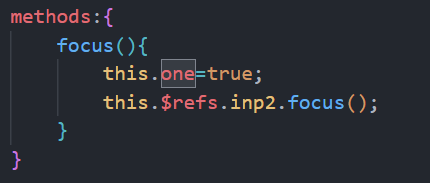 methods:{
focus(){
this.one=true;
this.$refs.inp2.focus();
}
}